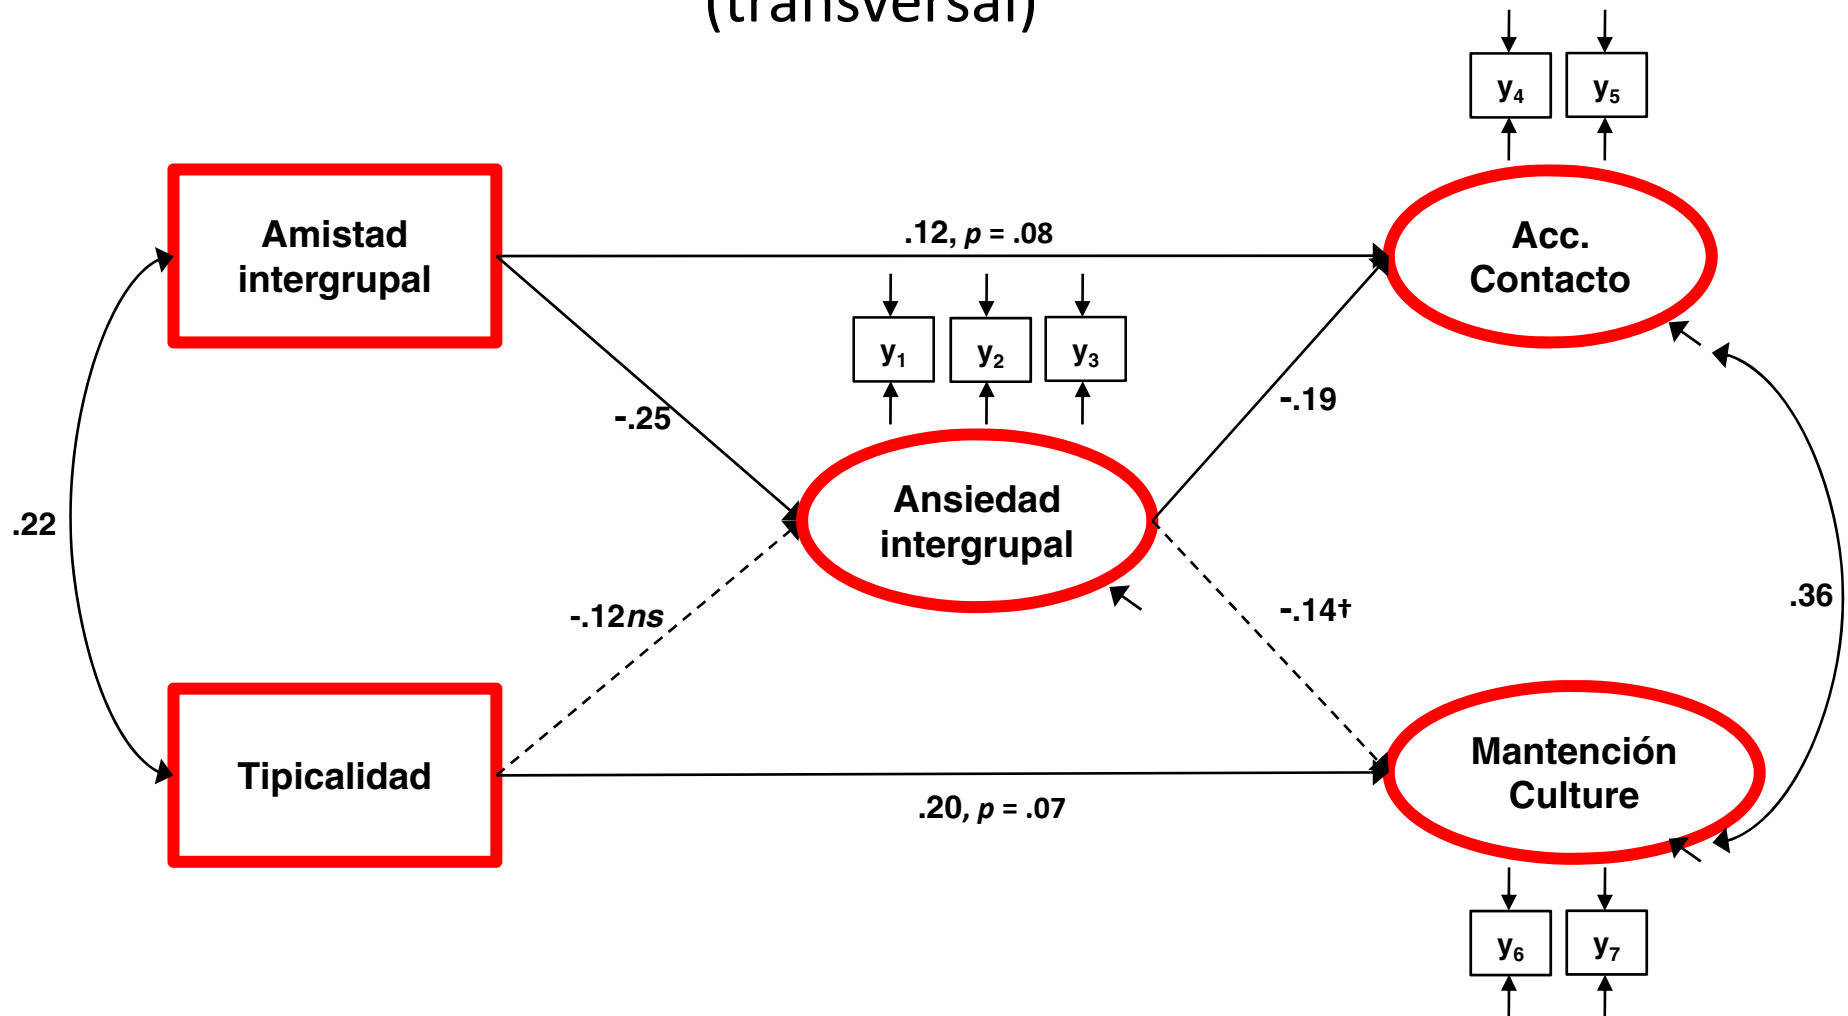 (transversal)
y4
y5
Amistad
intergrupal
.12, p = .08
Acc.
Contacto
y1
y2
y3
-.25
-.19
Ansiedad
intergrupal
.22
-.12ns
-.14†
.36
Tipicalidad
.20, p = .07
Mantención
Culture
y6
y7